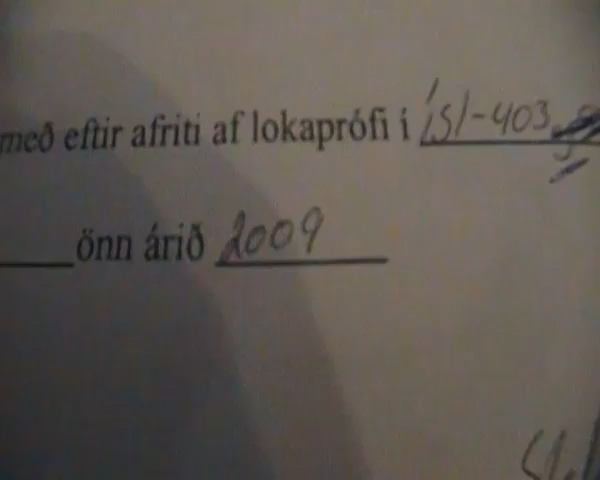 með eftir afriti af lokaprófi í ísl-403
önn árið 2009